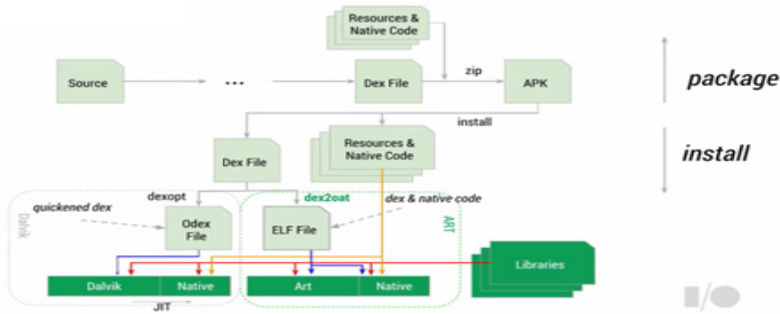 Resources &
Native Code
zip
Source
...
Dex File
APK
package
install
Dex File
Resources &
Native Code
install
dexopt
dex2oat
dex & native code
quickened dex
Dalvik
Odex
File
ELF File
ART
Libraries
Dalvik
Native
Art
Native
JIT
I/O